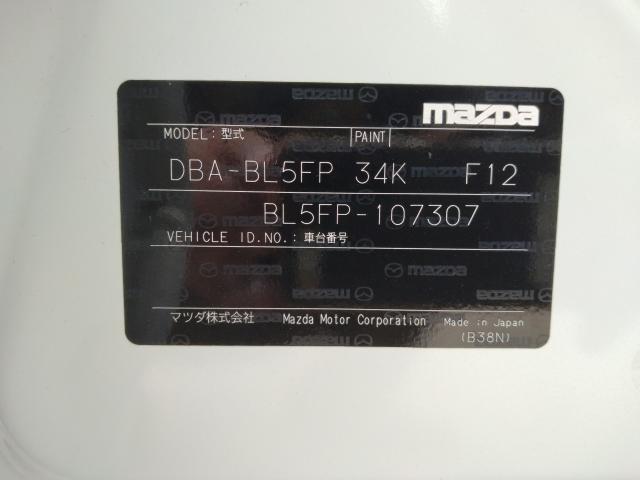 mazda
MODEL: 型式 PAINT
DBA-BL5FP 34K F12
BL5FP-107307
VEHICLE ID.NO.: 車台番号
マツダ株式会社 Mazda Motor Corporation Made in Japan
(B38N)